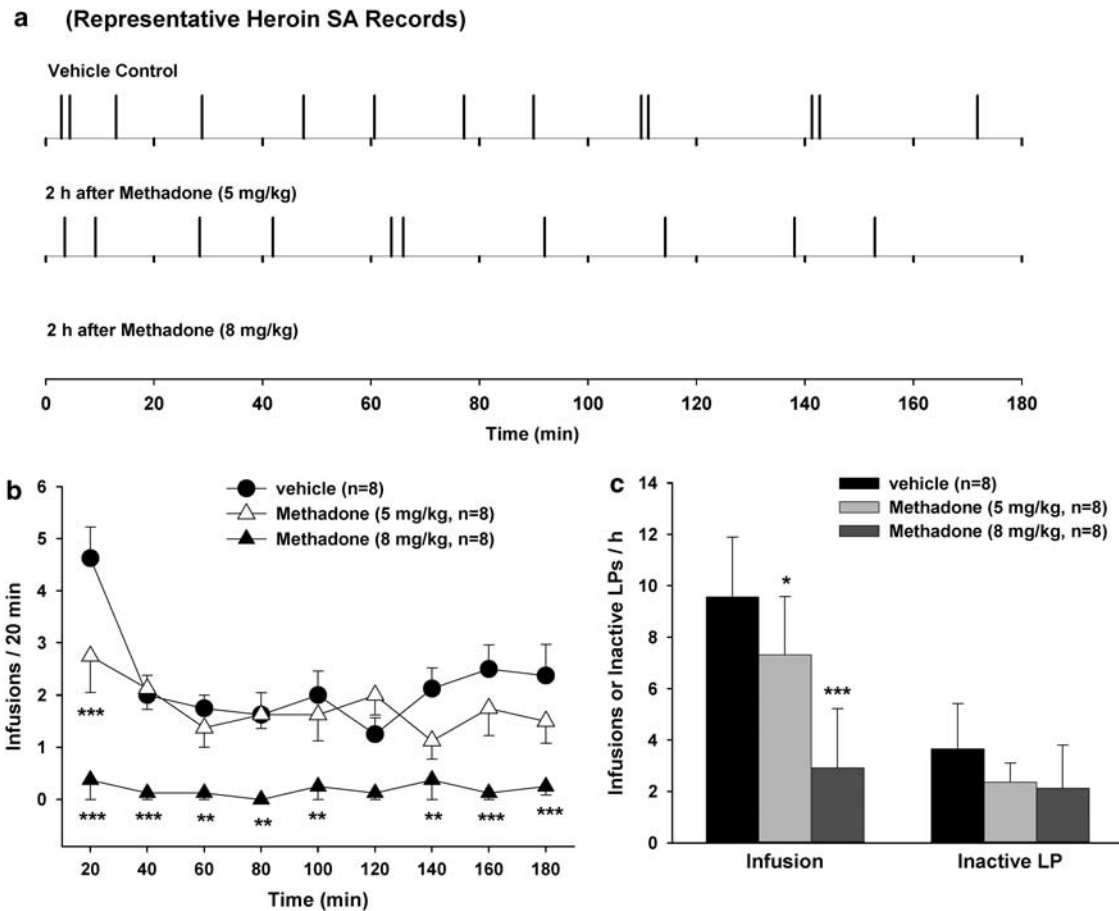 a (Representative Heroin SA Records)
Vehicle Control
2 h after Methadone (5 mg/kg)
2 h after Methadone (8 mg/kg)
0 20 40 60 80 100 120 140 160 180
Time (min)
b
vehicle (n=8)
Methadone (5 mg/kg, n=8)
Methadone (8 mg/kg, n=8)
Infusions / 20 min
6
5
4
3
2
1
0
***
*** *** ** ** ** ** *** ***
20 40 60 80 100 120 140 160 180
Time (min)
c
vehicle (n=8)
Methadone (5 mg/kg, n=8)
Methadone (8 mg/kg, n=8)
Infusions or Inactive LPs / h
14
12
10
8
6
4
2
0
*
***
Infusion Inactive LP